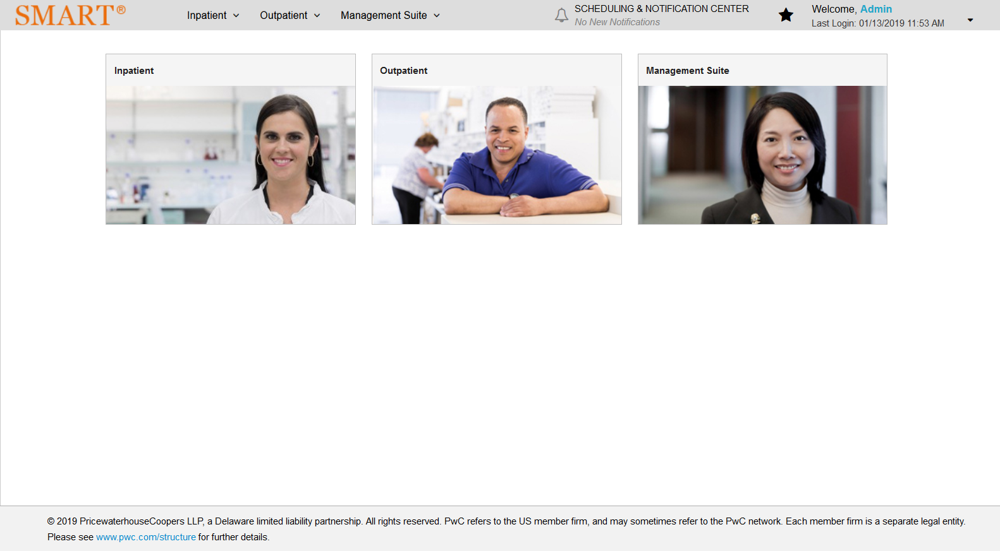 SMART®
Inpatient
Outpatient
Management Suite
SCHEDULING & NOTIFICATION CENTER
No New Notifications
Welcome, Admin
Last Login: 01/13/2019 11:53 AM
Inpatient
Outpatient
Management Suite
© 2019 PricewaterhouseCoopers LLP, a Delaware limited liability partnership. All rights reserved. PwC refers to the US member firm, and may sometimes refer to the PwC network. Each member firm is a separate legal entity.
Please see www.pwc.com/structure for further details.